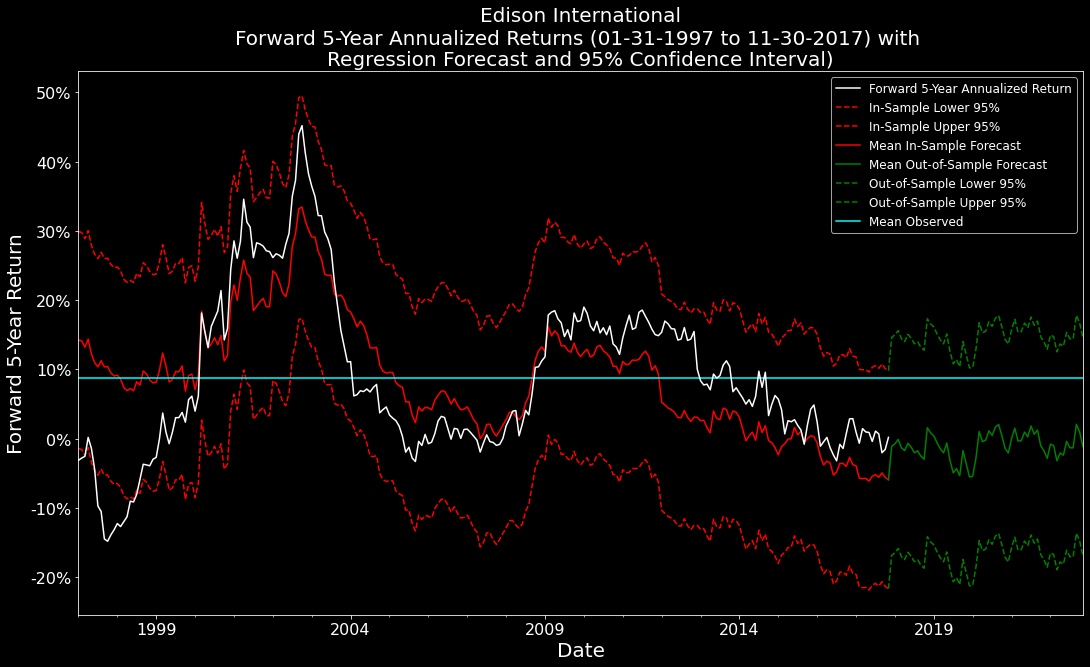 Edison International
Forward 5-Year Annualized Returns (01-31-1997 to 11-30-2017) with
Regression Forecast and 95% Confidence Interval)
Forward 5-Year Annualized Return
In-Sample Lower 95%
In-Sample Upper 95%
Mean In-Sample Forecast
Mean Out-of-Sample Forecast
Out-of-Sample Lower 95%
Out-of-Sample Upper 95%
Mean Observed
Forward 5-Year Return
50%
40%
30%
20%
10%
0%
-10%
-20%
1999
2004
2009
2014
2019
Date